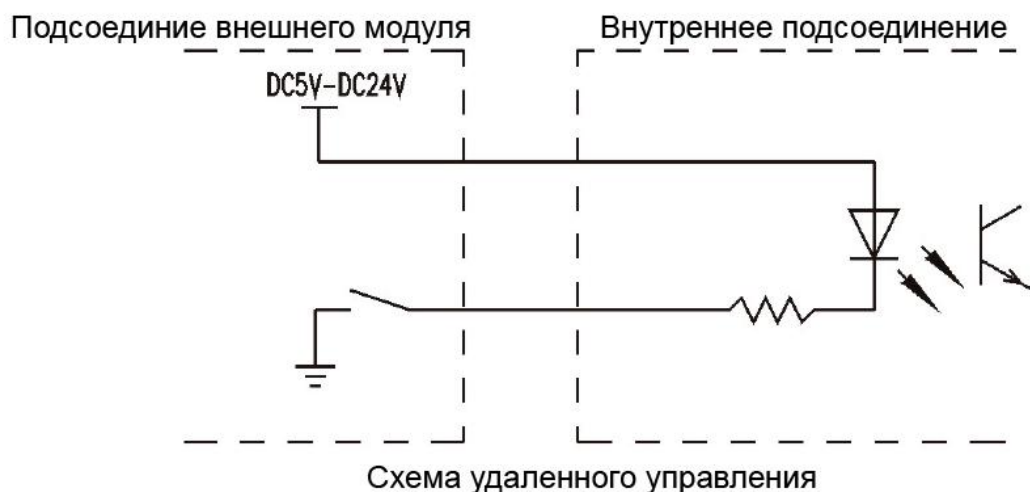 Подсоединие внешнего модуля
Внутреннее подсоединение
DC5V-DC24V
Схема удаленного управления